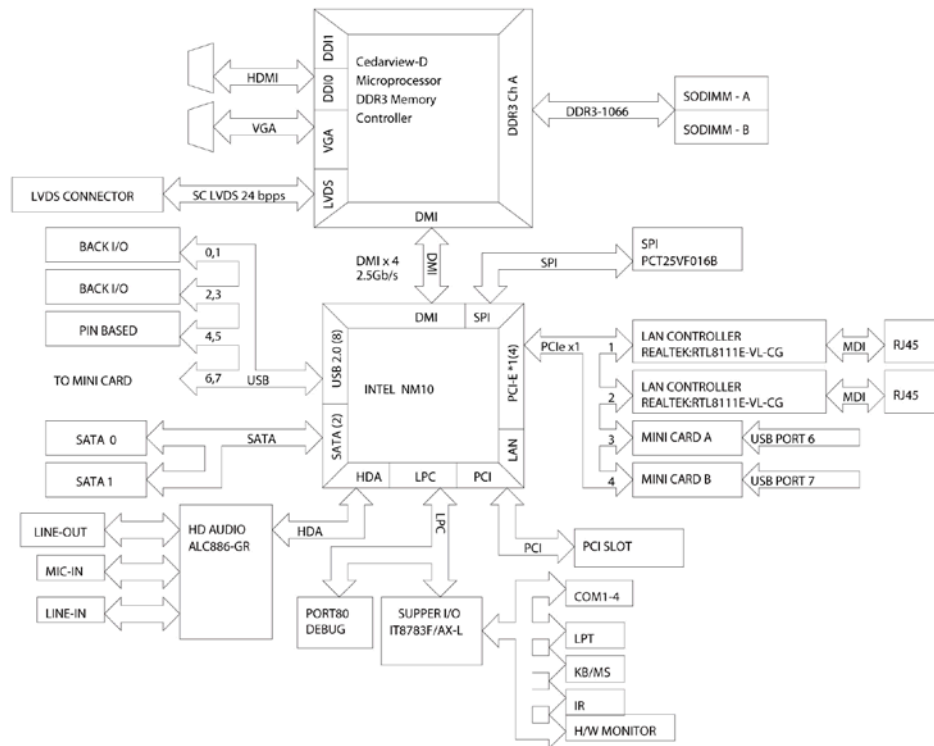 DDI1
DDI0
VGA
LVDS
Cedarview-D
Microprocessor
DDR3 Memory
Controller
DDR3 Ch A
DMI
HDMI
VGA
DDR3-1066
SODIMM - A
SODIMM - B
LVDS CONNECTOR
SC LVDS 24 bpps
BACK I/O
0,1
BACK I/O
2,3
PIN BASED
4,5
TO MINI CARD
6,7
USB
DMI x 4
2.5Gb/s
DMI
SPI
SPI
PCT25VF016B
DMI
SPI
USB 2.0 (8)
SATA (2)
INTEL NM10
PCI-E *1(4)
LAN
HDA
LPC
PCI
PCIe x1
1
LAN CONTROLLER
REALTEK:RTL8111E-VL-CG
MDI
RJ45
2
LAN CONTROLLER
REALTEK:RTL8111E-VL-CG
MDI
RJ45
3
MINI CARD A
USB PORT 6
4
MINI CARD B
USB PORT 7
SATA 0
SATA
SATA 1
LINE-OUT
MIC-IN
LINE-IN
HD AUDIO
ALC886-GR
HDA
LPC
PCI
PCI SLOT
PORT80
DEBUG
SUPPER I/O
IT8783F/AX-L
COM1-4
LPT
KB/MS
IR
H/W MONITOR